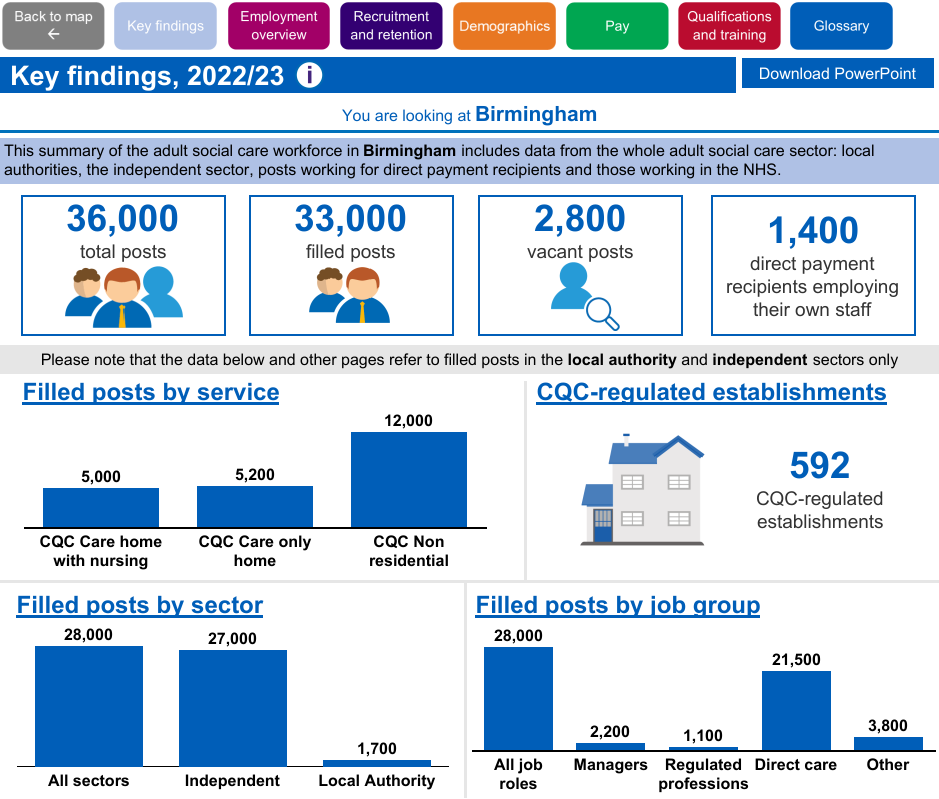 Back to map
←
Key findings
Employment
overview
Recruitment
and retention
Demographics
Pay
Qualifications
and training
Glossary
Key findings, 2022/23 i
Download PowerPoint
You are looking at Birmingham
This summary of the adult social care workforce in Birmingham includes data from the whole adult social care sector: local
authorities, the independent sector, posts working for direct payment recipients and those working in the NHS.
36,000
total posts
33,000
filled posts
2,800
vacant posts
1,400
direct payment
recipients employing
their own staff
Please note that the data below and other pages refer to filled posts in the local authority and independent sectors only
Filled posts by service
5,000
5,200
12,000
CQC Care home
with nursing
CQC Care only
home
CQC Non
residential
CQC-regulated establishments
592
CQC-regulated
establishments
Filled posts by sector
28,000
27,000
1,700
All sectors
Independent
Local Authority
Filled posts by job group
28,000
2,200
1,100
21,500
3,800
All job
roles
Managers
Regulated
professions
Direct care
Other